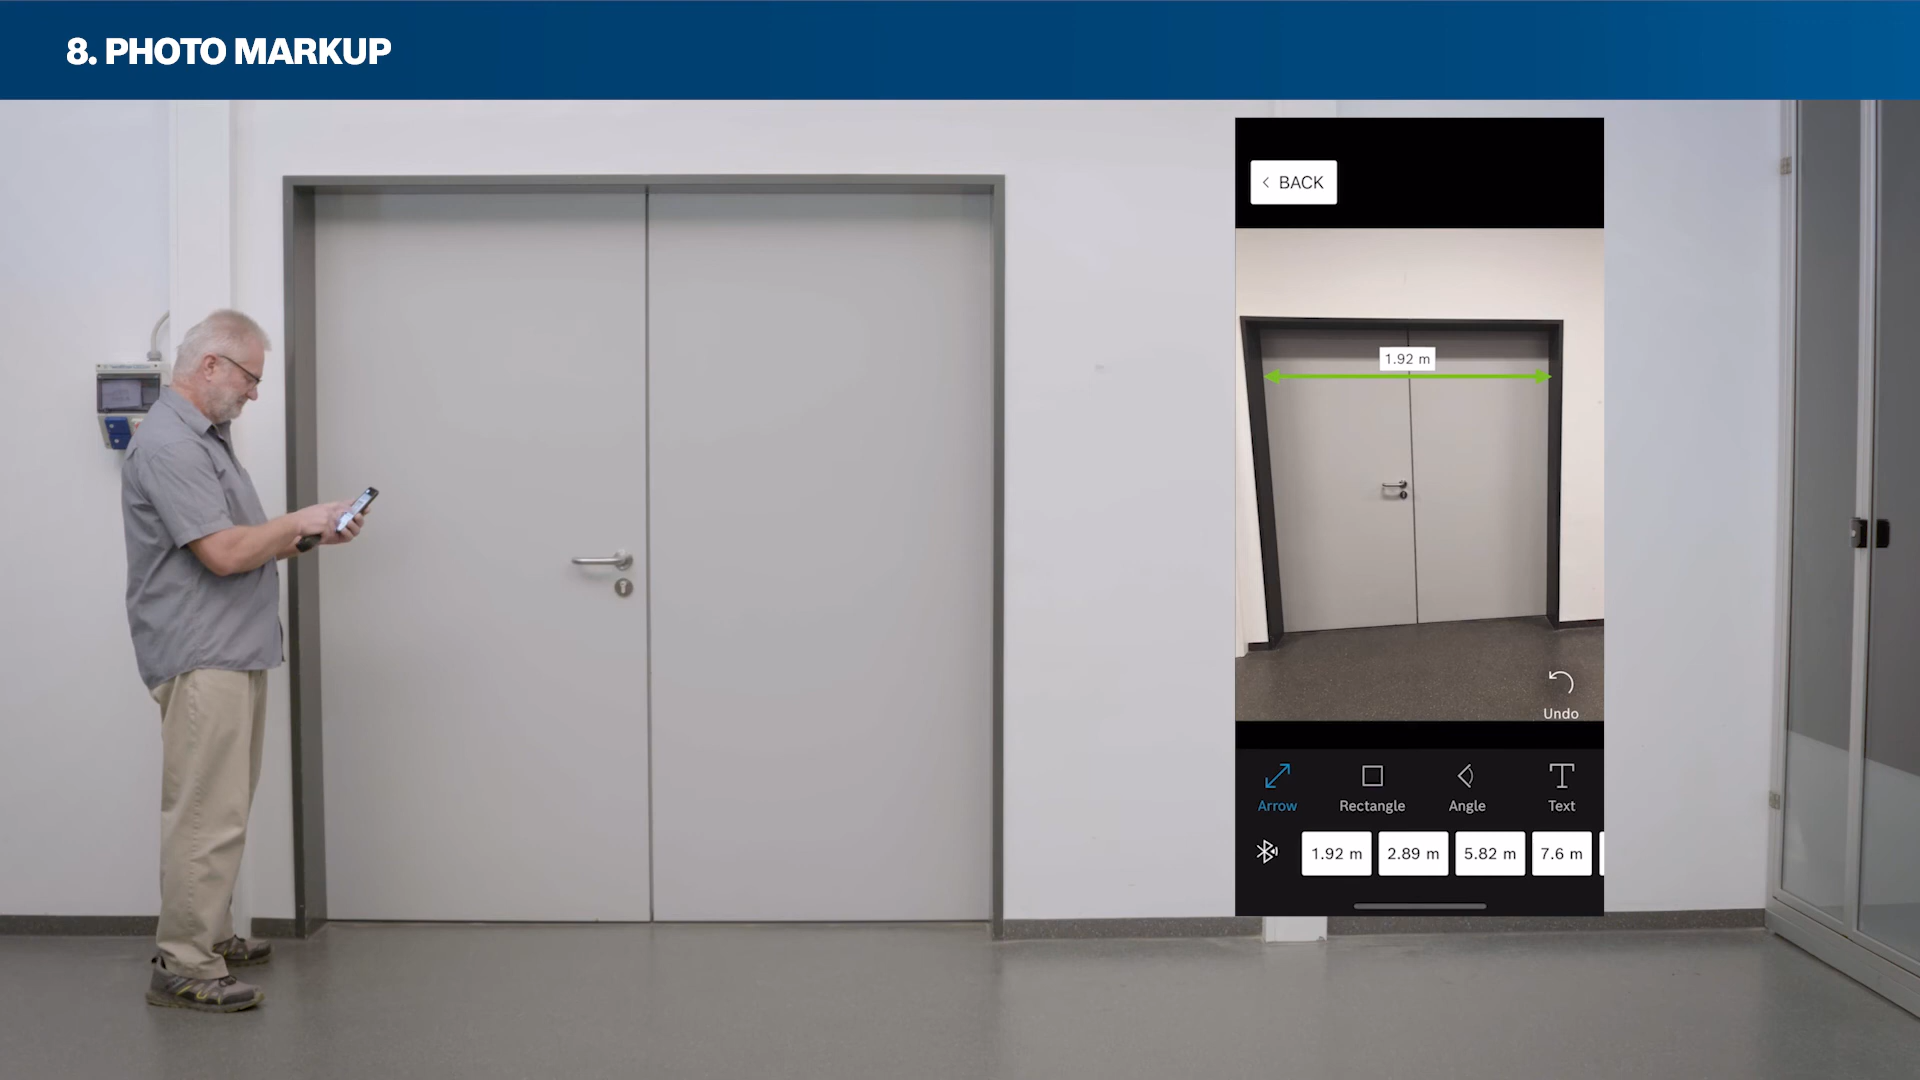 8. PHOTO MARKUP
BACK
1.92 m
Undo
Arrow Rectangle Angle Text
1.92 m 2.89 m 5.82 m 7.6 m